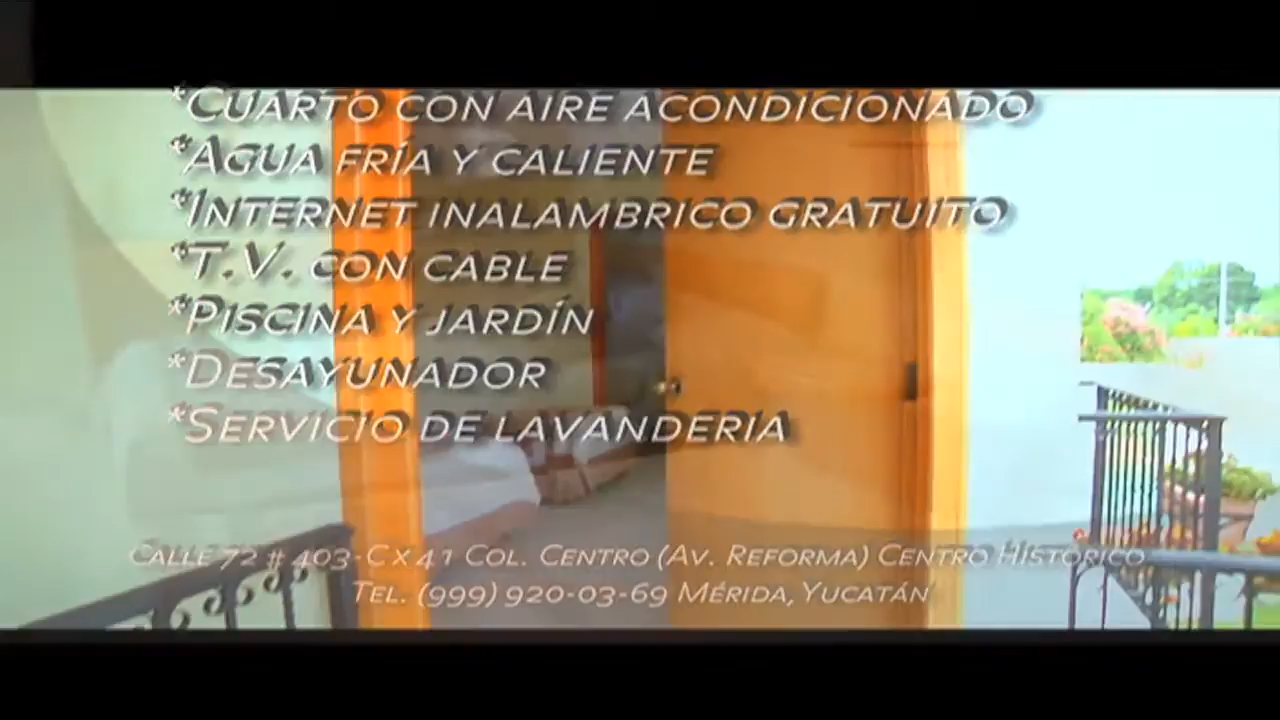 *CUARTO CON AIRE ACONDICIONADO
*AGUA FRÍA Y CALIENTE
*INTERNET INALAMBRICO GRATUITO
*T.V. CON CABLE
*PISCINA Y JARDÍN
*DESAYUNADOR
*SERVICIO DE LAVANDERIA
CALLE 72 # 403-C X 41 COL. CENTRO (AV. REFORMA) CENTRO HISTÓRICO
TEL. (999) 920-03-69 MÉRIDA, YUCATÁN